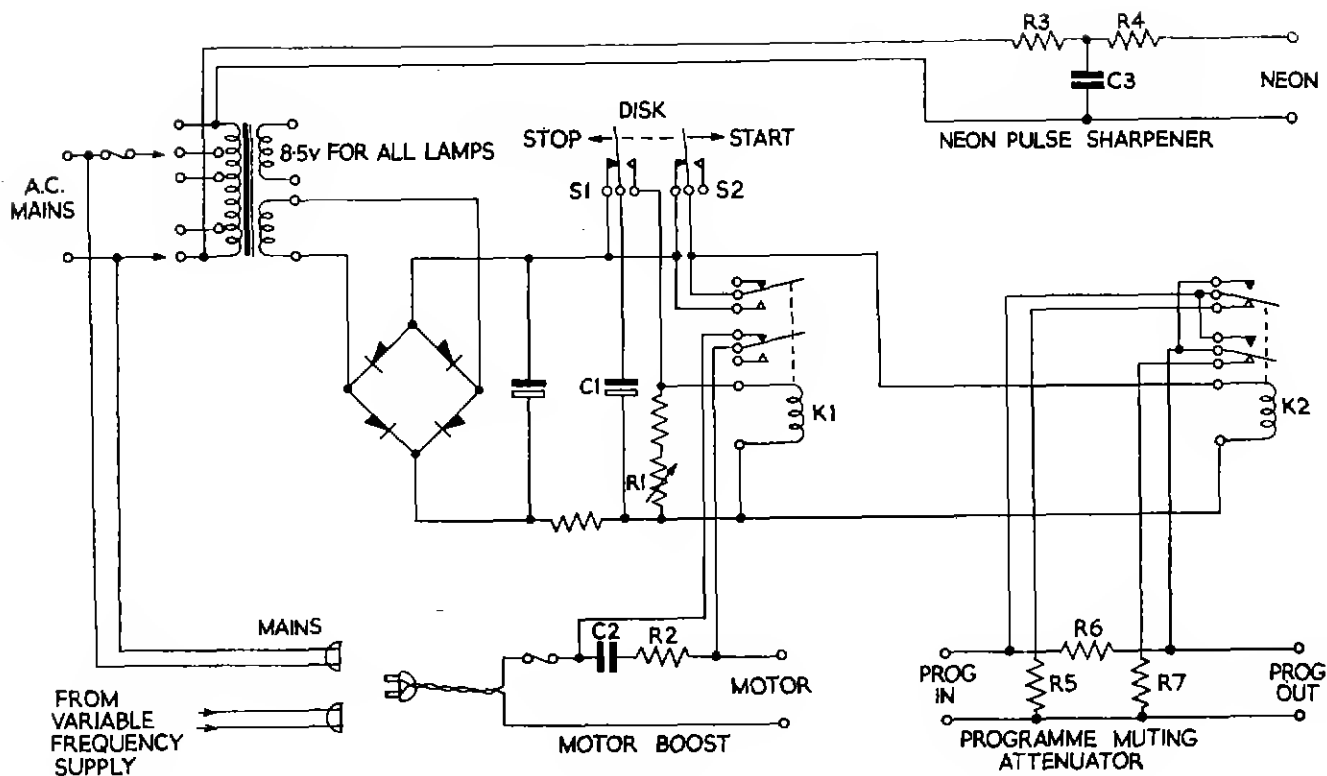 R3
R4
C3
NEON
NEON PULSE SHARPENER
DISK
STOP
START
8·5V FOR ALL LAMPS
A.C.
MAINS
S1
S2
C1
K1
K2
R1
MAINS
C2
R2
MOTOR
MOTOR BOOST
FROM
VARIABLE
FREQUENCY
SUPPLY
PROG
IN
R6
R5
R7
PROG
OUT
PROGRAMME MUTING
ATTENUATOR